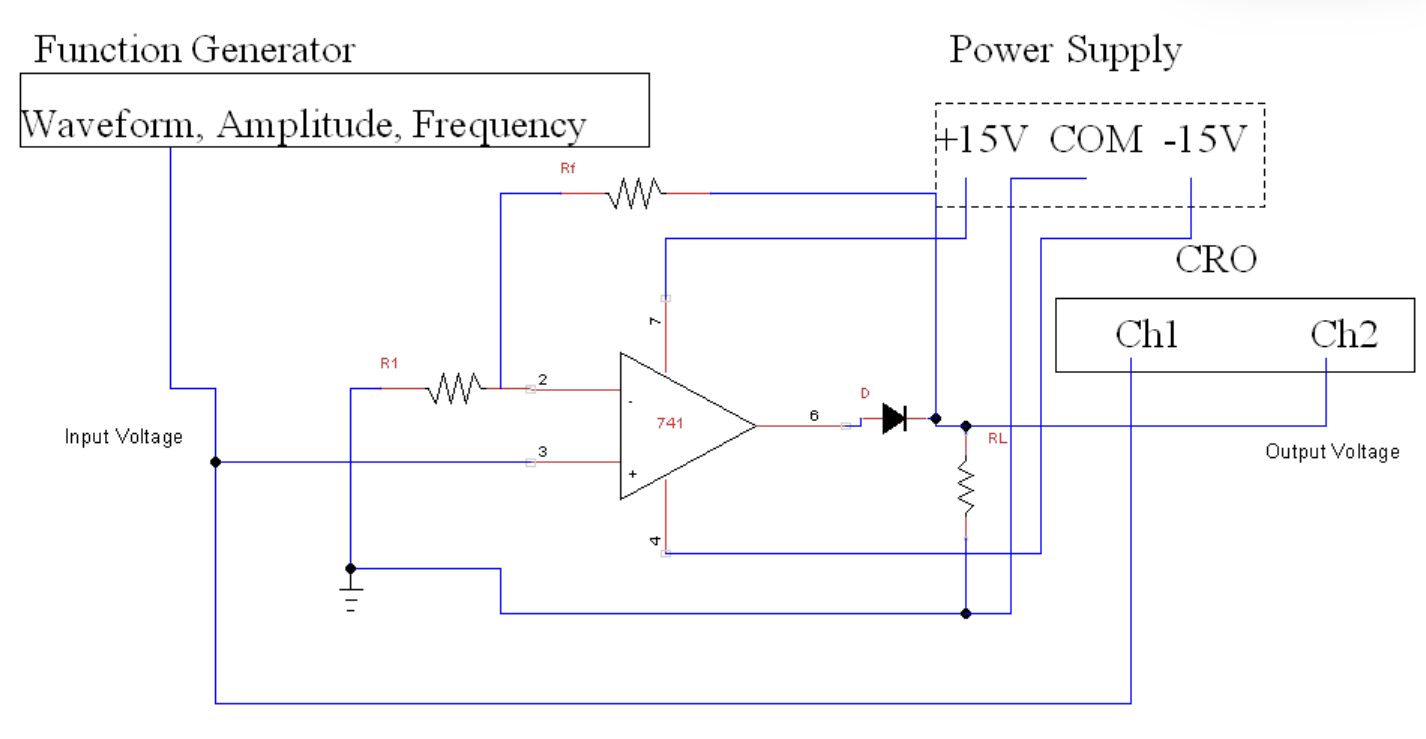 Function Generator
Power Supply
Waveform, Amplitude, Frequency
+15V COM -15V
Rf
CRO
7
Ch1 Ch2
R1
2
-
D
6
741
RL
Input Voltage
3
+
Output Voltage
4